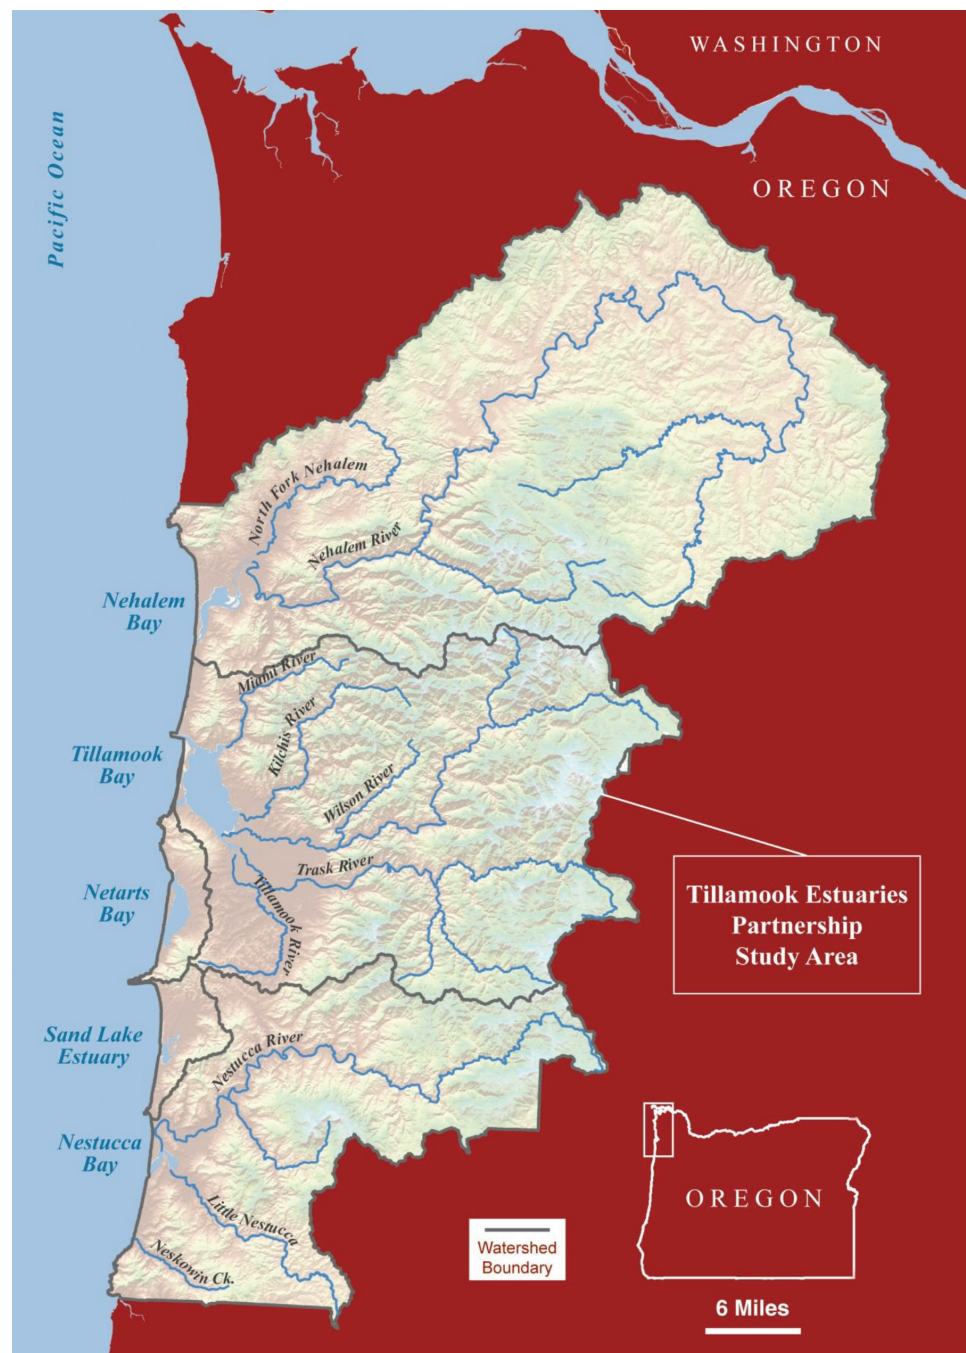 WASHINGTON
OREGON
Pacific Ocean
North Fork Nehalem
Nehalem River
Nehalem
Bay
Miami River
Kilchis River
Tillamook
Bay
Wilson River
Trask River
Tillamook River
Netarts
Bay
Tillamook Estuaries
Partnership
Study Area
Sand Lake
Estuary
Nestucca River
Nestucca
Bay
Little Nestucca
Neskowin Ck.
Watershed
Boundary
OREGON
6 Miles